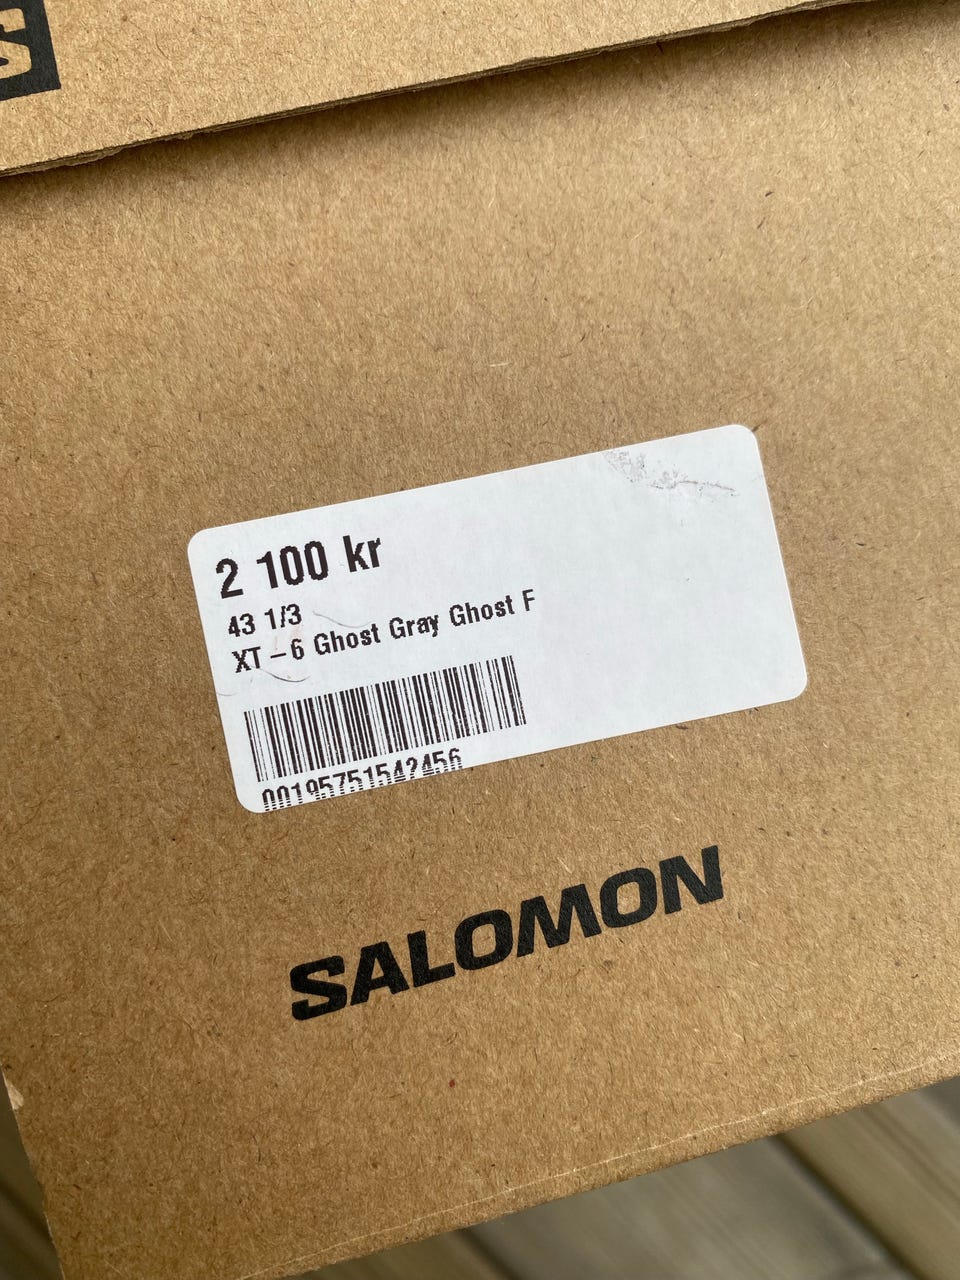 S
2 100 kr
43 1/3
XT-6 Ghost Gray Ghost F
00195751542456
SALOMON